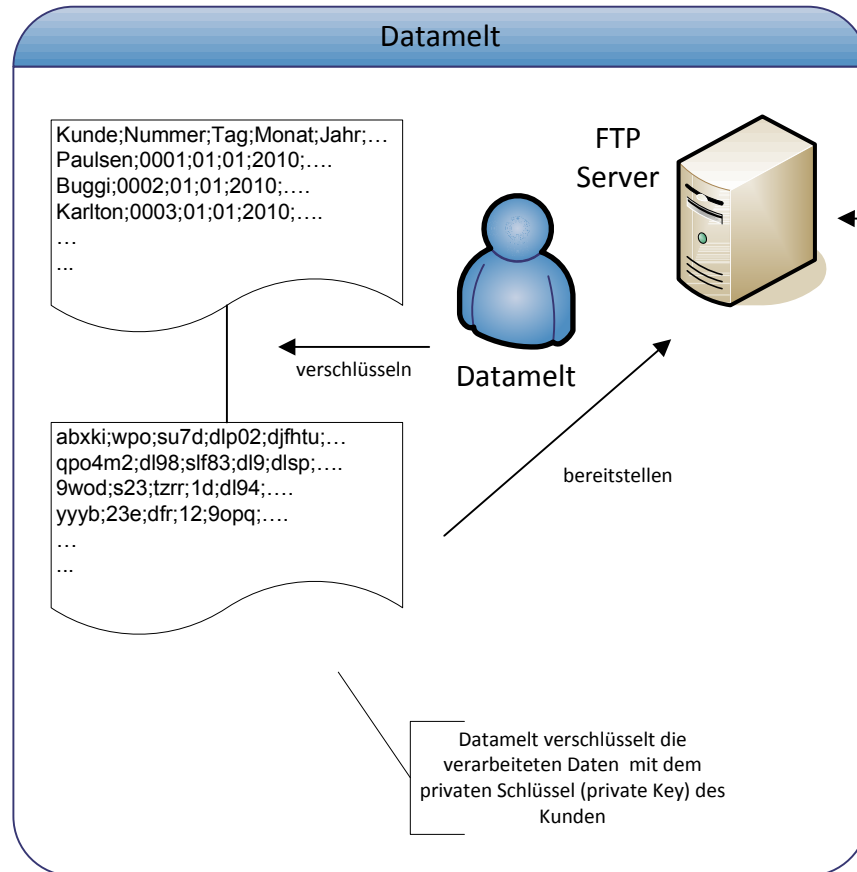 Datamelt
Kunde;Nummer;Tag;Monat;Jahr;…
Paulsen;0001;01;01;2010;….
Buggi;0002;01;01;2010;….
Karlton;0003;01;01;2010;….
…
...
FTP
Server
verschlüsseln
Datamelt
abxki;wpo;su7d;dlp02;djfhtu;…
qpo4m2;dl98;slf83;dl9;dlsp;….
9wod;s23;tzrr;1d;dl94;….
yyyb;23e;dfr;12;9opq;….
…
...
bereitstellen
Datamelt verschlüsselt die
verarbeiteten Daten  mit dem
privaten Schlüssel (private Key) des
Kunden